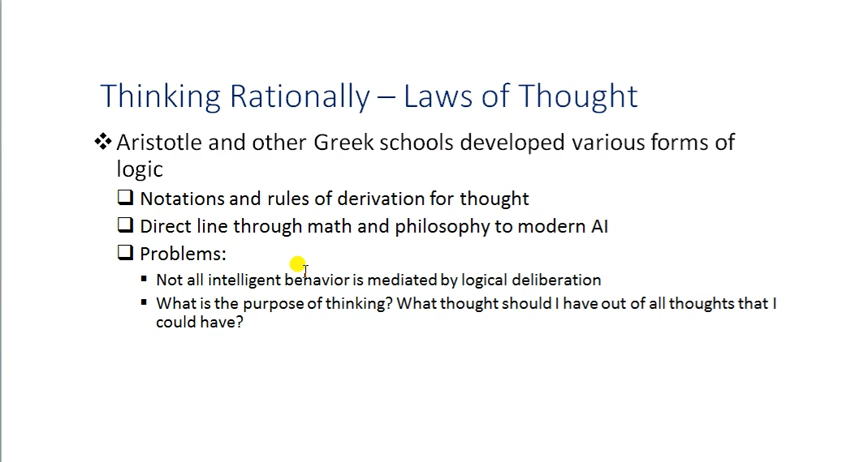 Thinking Rationally – Laws of Thought
Aristotle and other Greek schools developed various forms of
logic
Notations and rules of derivation for thought
Direct line through math and philosophy to modern AI
Problems:
Not all intelligent behavior is mediated by logical deliberation
What is the purpose of thinking? What thought should I have out of all thoughts that I
could have?